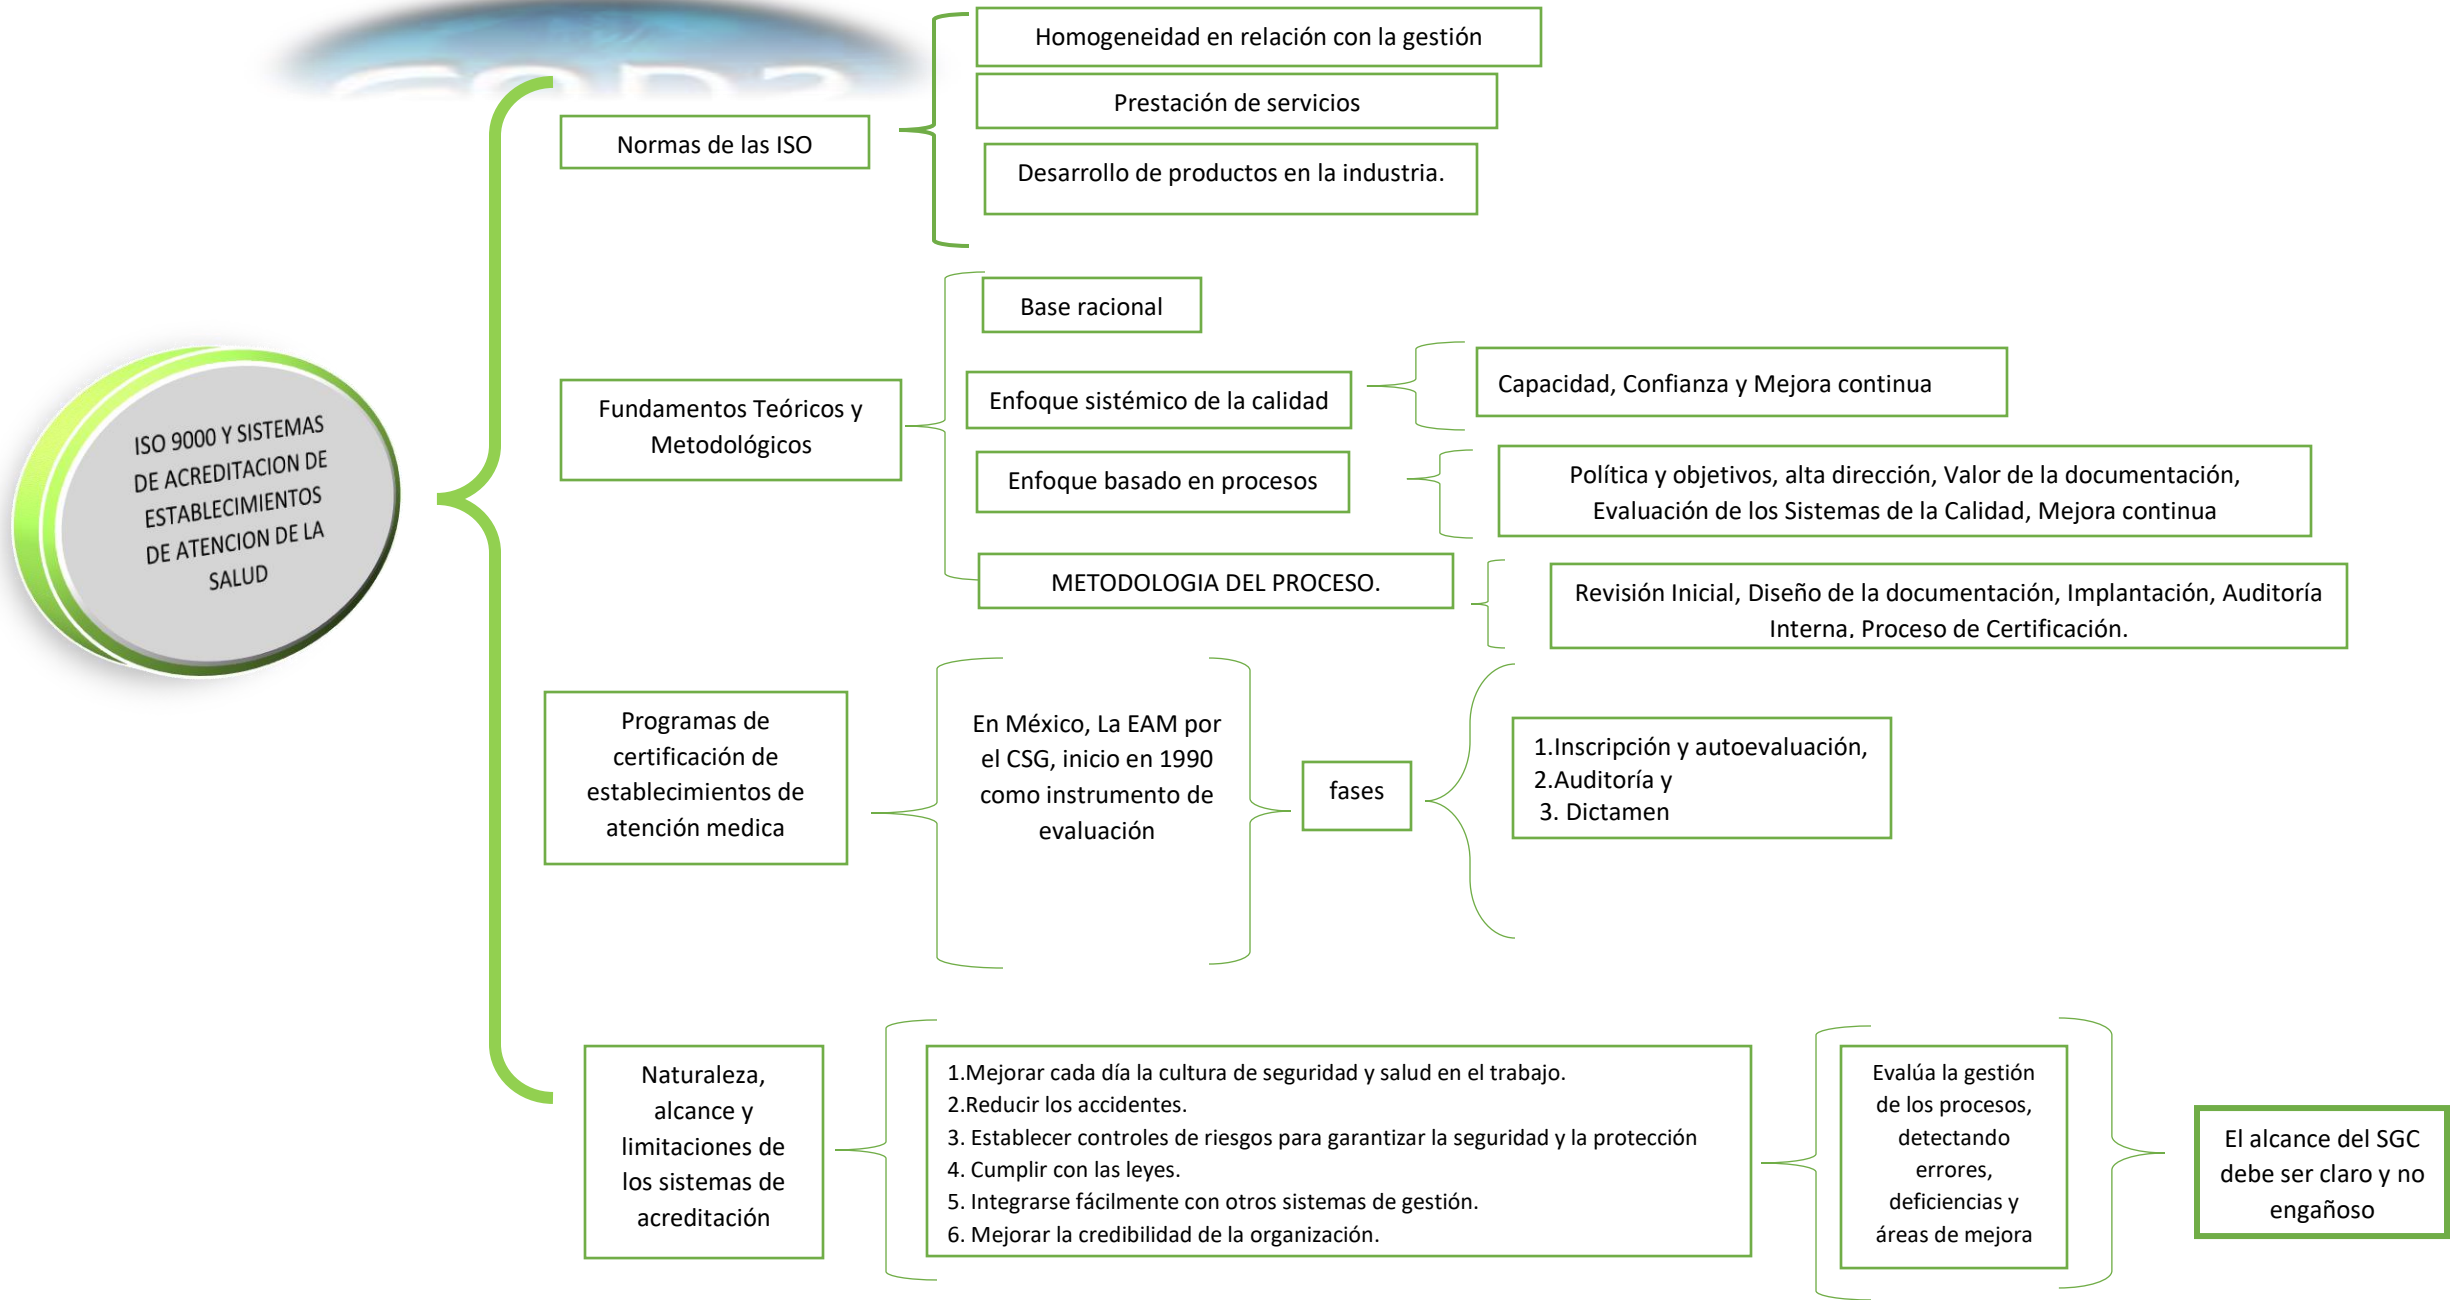 Homogeneidad en relación con la gestión
Prestación de servicios
Normas de las ISO
Desarrollo de productos en la industria.
Base racional
Fundamentos Teóricos y
Metodológicos
Enfoque sistémico de la calidad
Capacidad, Confianza y Mejora continua
ISO 9000 Y SISTEMAS
DE ACREDITACION DE
ESTABLECIMIENTOS
DE ATENCION DE LA
SALUD
Enfoque basado en procesos
Política y objetivos, alta dirección, Valor de la documentación,
Evaluación de los Sistemas de la Calidad, Mejora continua
METODOLOGIA DEL PROCESO.
Revisión Inicial, Diseño de la documentación, Implantación, Auditoría
Interna, Proceso de Certificación.
Programas de
certificación de
establecimientos de
atención medica
En México, La EAM por
el CSG, inicio en 1990
como instrumento de
evaluación
fases
1.Inscripción y autoevaluación,
2.Auditoría y
3. Dictamen
Naturaleza,
alcance y
limitaciones de
los sistemas de
acreditación
1.Mejorar cada día la cultura de seguridad y salud en el trabajo.
2.Reducir los accidentes.
3. Establecer controles de riesgos para garantizar la seguridad y la protección
4. Cumplir con las leyes.
5. Integrarse fácilmente con otros sistemas de gestión.
6. Mejorar la credibilidad de la organización.
Evalúa la gestión
de los procesos,
detectando
errores,
deficiencias y
áreas de mejora
El alcance del SGC
debe ser claro y no
engañoso